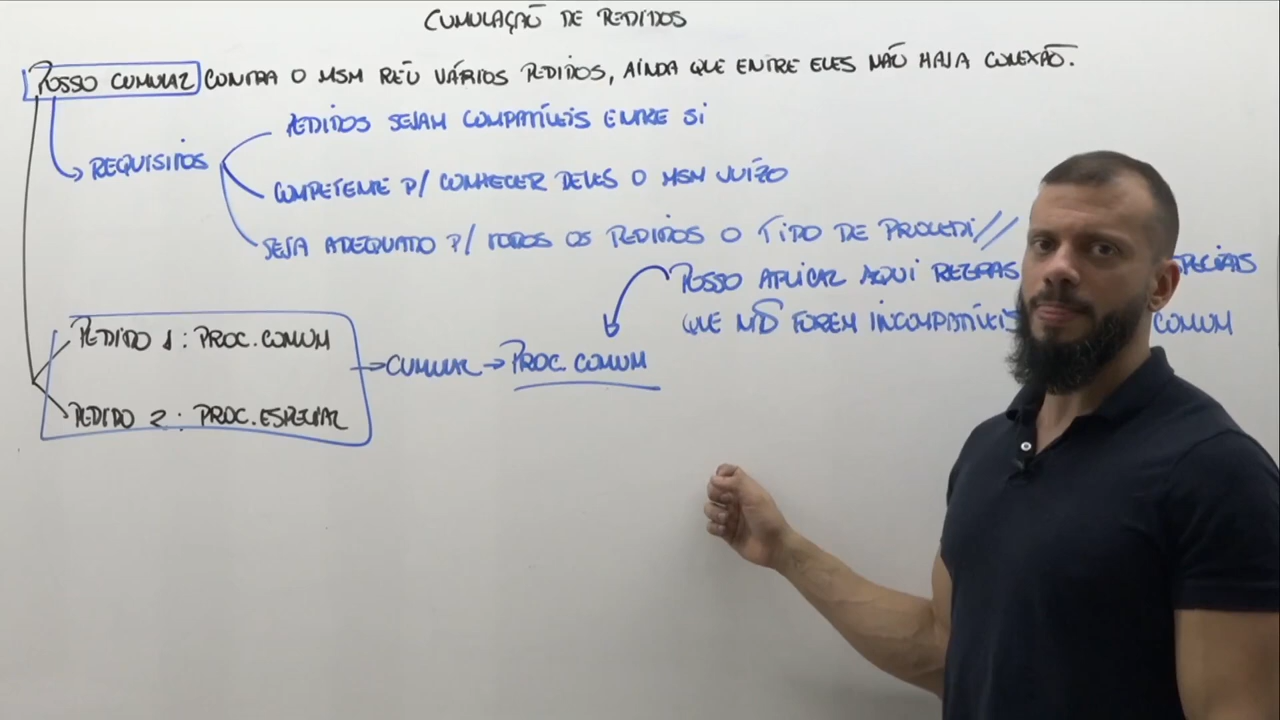 CUMULAÇÃO DE PEDIDOS
POSSO CUMULAR CONTRA O MSM RÉU VÁRIOS PEDIDOS, AINDA QUE ENTRE ELES NÃO HAJA CONEXÃO.
PEDIDOS SEJAM COMPATÍVEIS ENTRE SI
REQUISITOS
COMPETENTE P/ CONHECER DELES O MSM JUÍZO
SEJA ADEQUADO P/ TODOS OS PEDIDOS O TIPO DE PROCEDI//
POSSO APLICAR AQUI REGRAS
QUE NÃO FOREM INCOMPATÍVEIS COMUM
PEDIDO 1: PROC. COMUM
CUMULAR → PROC. COMUM
PEDIDO 2: PROC. ESPECIAL